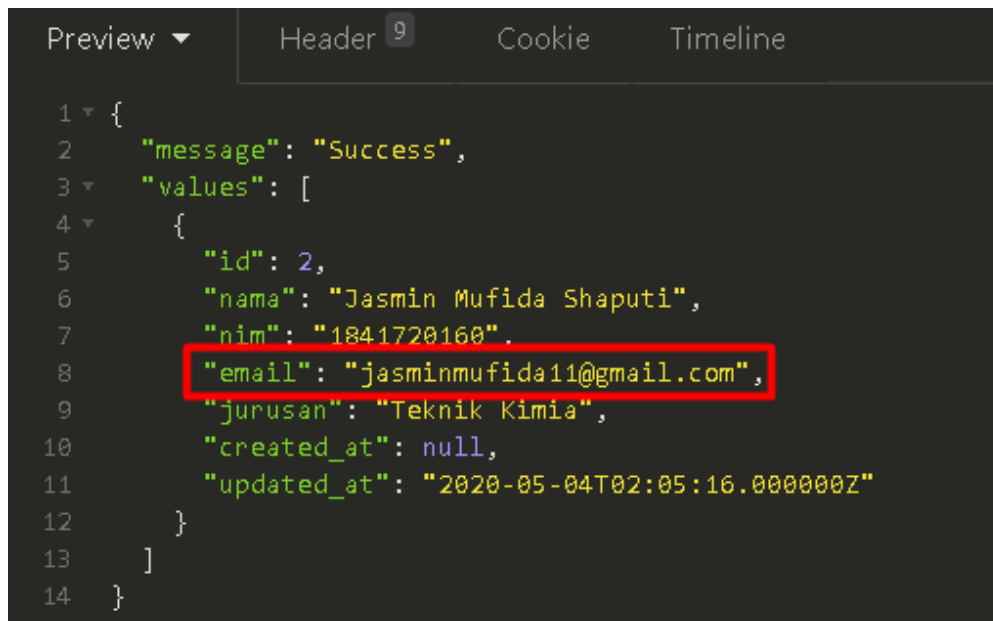 Preview Header 9 Cookie Timeline
1 {
2 "message": "Success",
3 "values": [
4 {
5 "id": 2,
6 "nama": "Jasmin Mufida Shaputi",
7 "nim": "1841720160",
8 "email": "jasminmufida11@gmail.com",
9 "jurusan": "Teknik Kimia",
10 "created_at": null,
11 "updated_at": "2020-05-04T02:05:16.000000Z"
12 }
13 ]
14 }